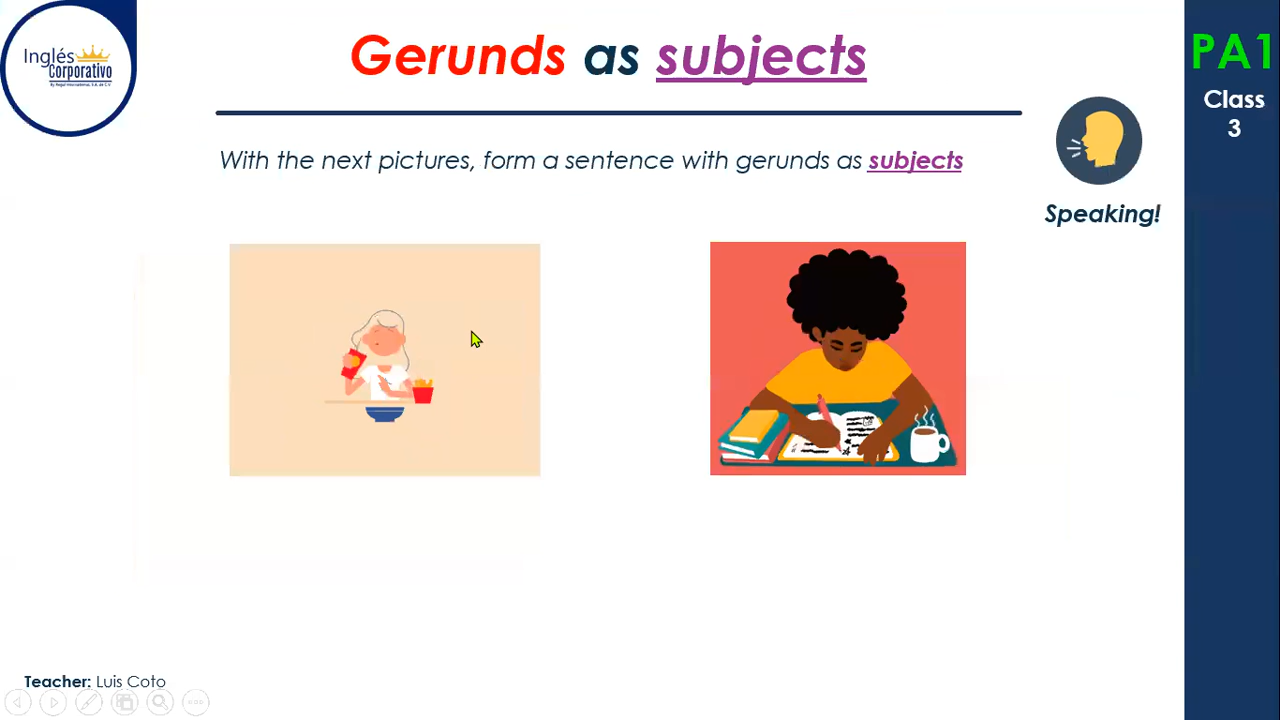 Inglés
Corporativo
Gerunds as subjects
PA1
Class
3
With the next pictures, form a sentence with gerunds as subjects
Speaking!
Teacher: Luis Coto